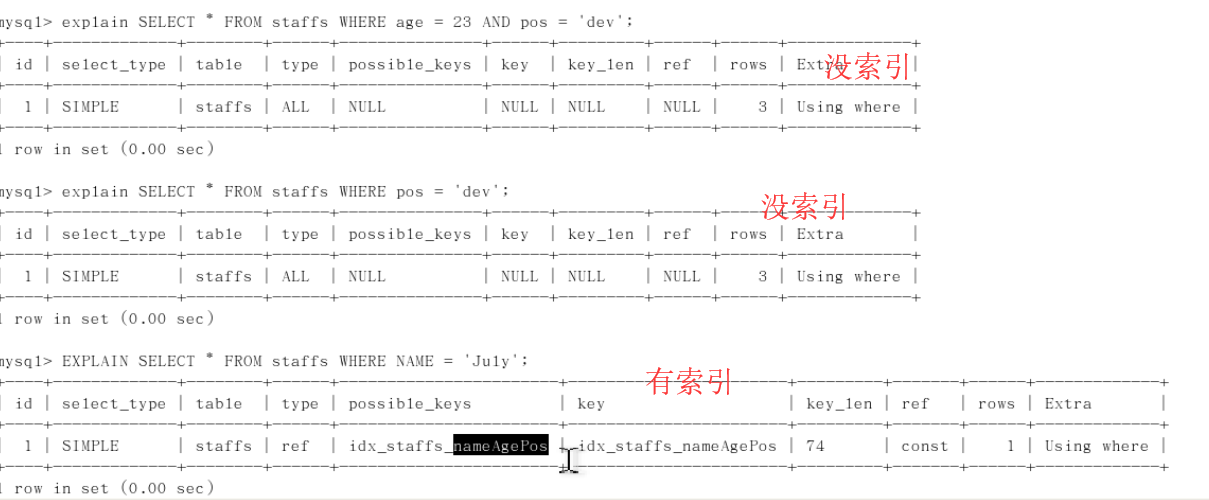 mysql> explain SELECT * FROM staffs WHERE age = 23 AND pos = 'dev';
+----+-------------+--------+------+---------------+------+---------+------+------+-------------+
| id | select_type | table | type | possible_keys | key | key_len | ref | rows | Extra | 没索引
+----+-------------+--------+------+---------------+------+---------+------+------+-------------+
| 1 | SIMPLE | staffs | ALL | NULL | NULL | NULL | NULL | 3 | Using where |
+----+-------------+--------+------+---------------+------+---------+------+------+-------------+
1 row in set (0.00 sec)
mysql> explain SELECT * FROM staffs WHERE pos = 'dev';
没索引
+----+-------------+--------+------+---------------+------+---------+------+------+-------------+
| id | select_type | table | type | possible_keys | key | key_len | ref | rows | Extra |
+----+-------------+--------+------+---------------+------+---------+------+------+-------------+
| 1 | SIMPLE | staffs | ALL | NULL | NULL | NULL | NULL | 3 | Using where |
+----+-------------+--------+------+---------------+------+---------+------+------+-------------+
1 row in set (0.00 sec)
mysql> EXPLAIN SELECT * FROM staffs WHERE NAME = 'July';
有索引
+----+-------------+--------+------+-----------------------+-----------------------+---------+-------+------+-------------+
| id | select_type | table | type | possible_keys | key | key_len | ref | rows | Extra |
+----+-------------+--------+------+-----------------------+-----------------------+---------+-------+------+-------------+
| 1 | SIMPLE | staffs | ref | idx_staffs_nameAgePos | idx_staffs_nameAgePos | 74 | const | 1 | Using where |
+----+-------------+--------+------+-----------------------+-----------------------+---------+-------+------+-------------+
1 row in set (0.00 sec)